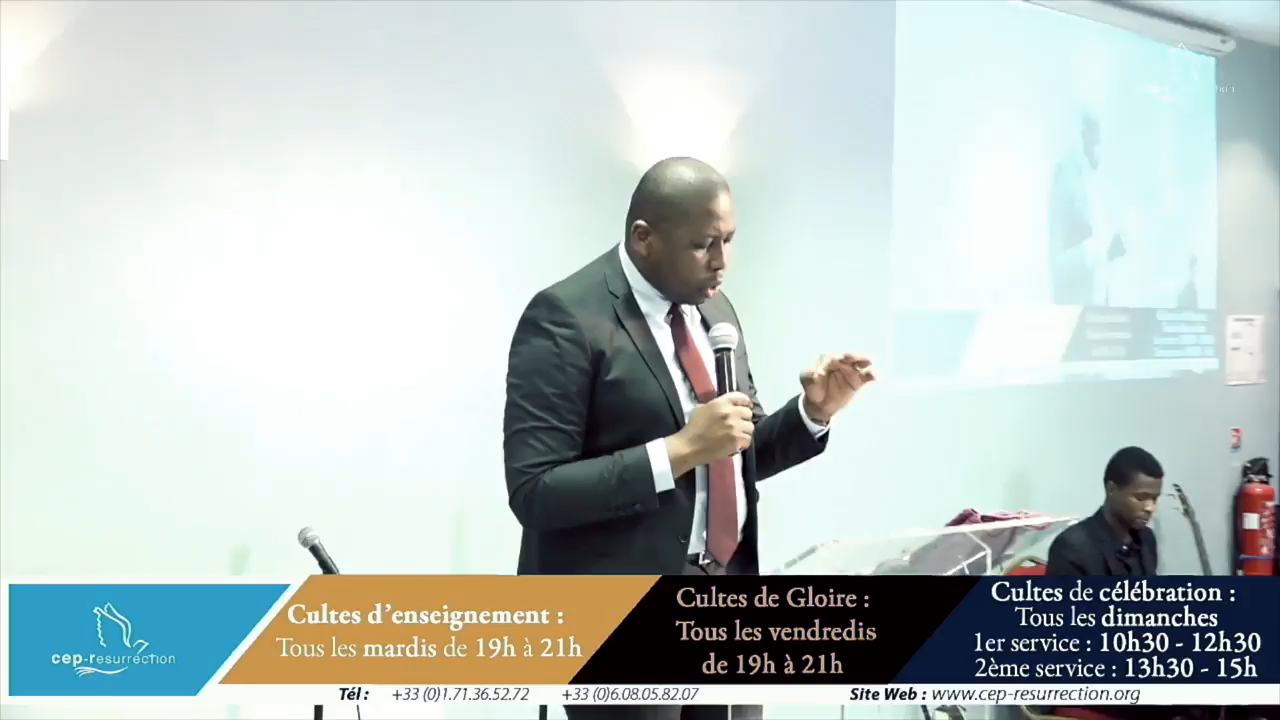 cep-resurrection
Cultes d'enseignement :
Tous les mardis de 19h à 21h
Cultes de Gloire :
Tous les vendredis
de 19h à 21h
Cultes de célébration :
Tous les dimanches
1er service : 10h30 - 12h30
2ème service : 13h30 - 15h
Tél : +33 (0)1.71.36.52.72 +33 (0)6.08.05.82.07
Site Web : www.cep-resurrection.org